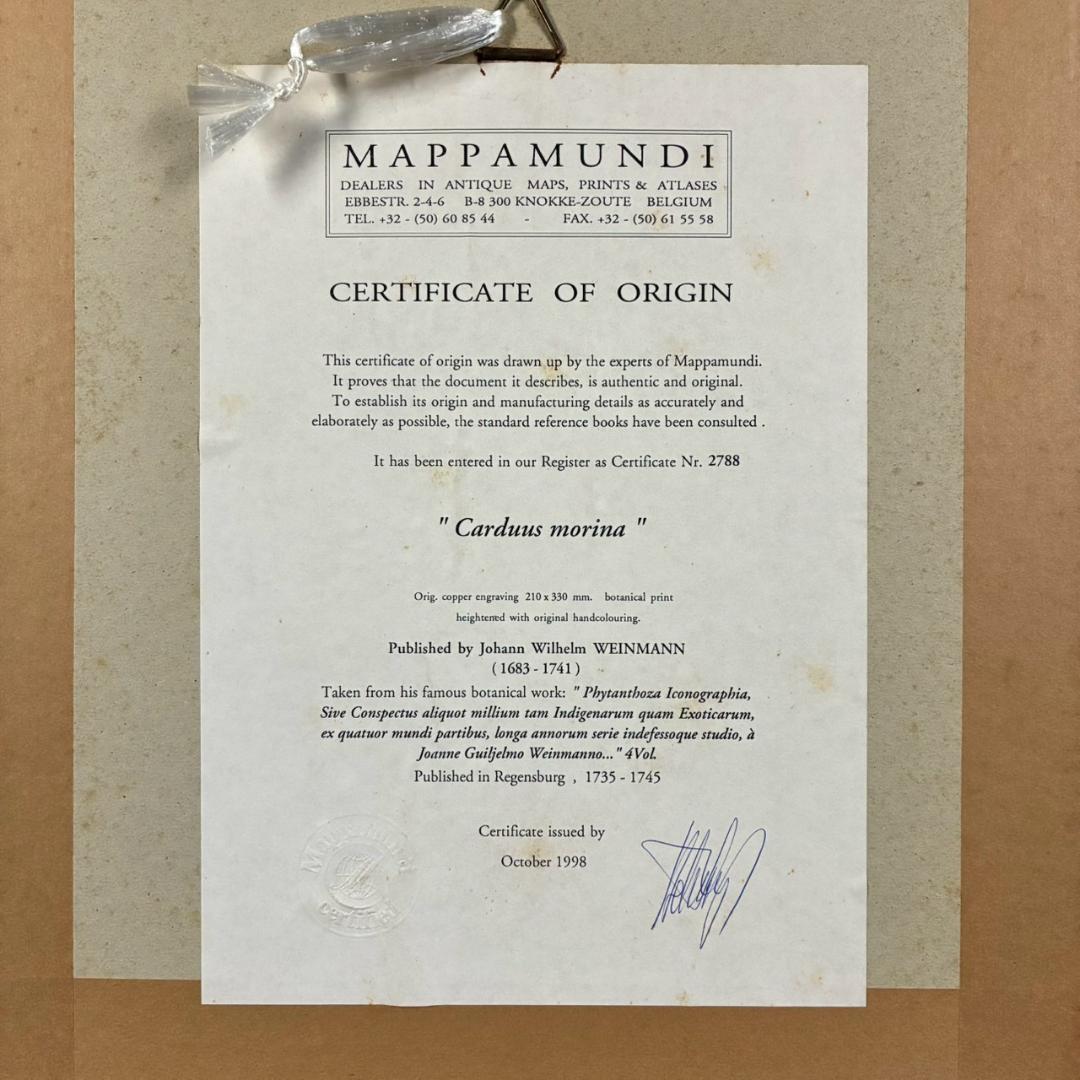 MAPPAMUNDI
DEALERS IN ANTIQUE MAPS, PRINTS & ATLASES
EBBESTR. 2-4-6 B-8 300 KNOKKE-ZOUTE BELGIUM
TEL. +32 - (50) 60 85 44 - FAX. +32 - (50) 61 55 58
CERTIFICATE OF ORIGIN
This certificate of origin was drawn up by the experts of Mappamundi.
It proves that the document it describes, is authentic and original.
To establish its origin and manufacturing details as accurately and
elaborately as possible, the standard reference books have been consulted .
It has been entered in our Register as Certificate Nr. 2788
" Carduus morina "
Orig. copper engraving 210 x 330 mm. botanical print
heightened with original handcolouring.
Published by Johann Wilhelm WEINMANN
( 1683 - 1741 )
Taken from his famous botanical work: " Phytanthoza Iconographia,
Sive Conspectus aliquot millium tam Indigenarum quam Exoticarum,
ex quatuor mundi partibus, longa annorum serie indefessoque studio, à
Joanne Guiljelmo Weinmanno... " 4Vol.
Published in Regensburg , 1735 - 1745
Certificate issued by
October 1998